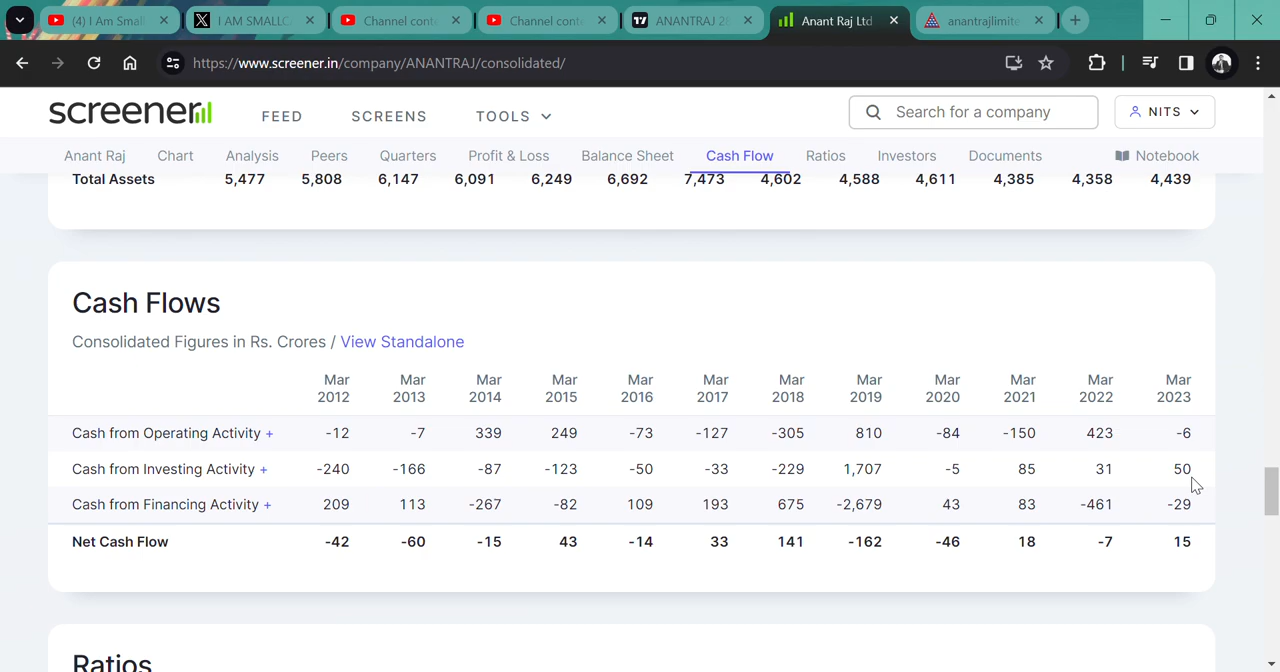 (4) I Am Small
I AM SMALLC
Channel conte
Channel conte
ANANTRAJ 26
Anant Raj Ltd
anantrajlimite
https://www.screener.in/company/ANANTRAJ/consolidated/
screener
FEED
SCREENS
TOOLS
Search for a company
NITS
Anant Raj Chart Analysis Peers Quarters Profit & Loss Balance Sheet Cash Flow Ratios Investors Documents Notebook
Total Assets 5,477 5,808 6,147 6,091 6,249 6,692 7,473 4,602 4,588 4,611 4,385 4,358 4,439
Cash Flows
Consolidated Figures in Rs. Crores / View Standalone
Mar Mar Mar Mar Mar Mar Mar Mar Mar Mar Mar Mar
2012 2013 2014 2015 2016 2017 2018 2019 2020 2021 2022 2023
Cash from Operating Activity + -12 -7 339 249 -73 -127 -305 810 -84 -150 423 -6
Cash from Investing Activity + -240 -166 -87 -123 -50 -33 -229 1,707 -5 85 31 50
Cash from Financing Activity + 209 113 -267 -82 109 193 675 -2,679 43 83 -461 -29
Net Cash Flow -42 -60 -15 43 -14 33 141 -162 -46 18 -7 15
Ratios